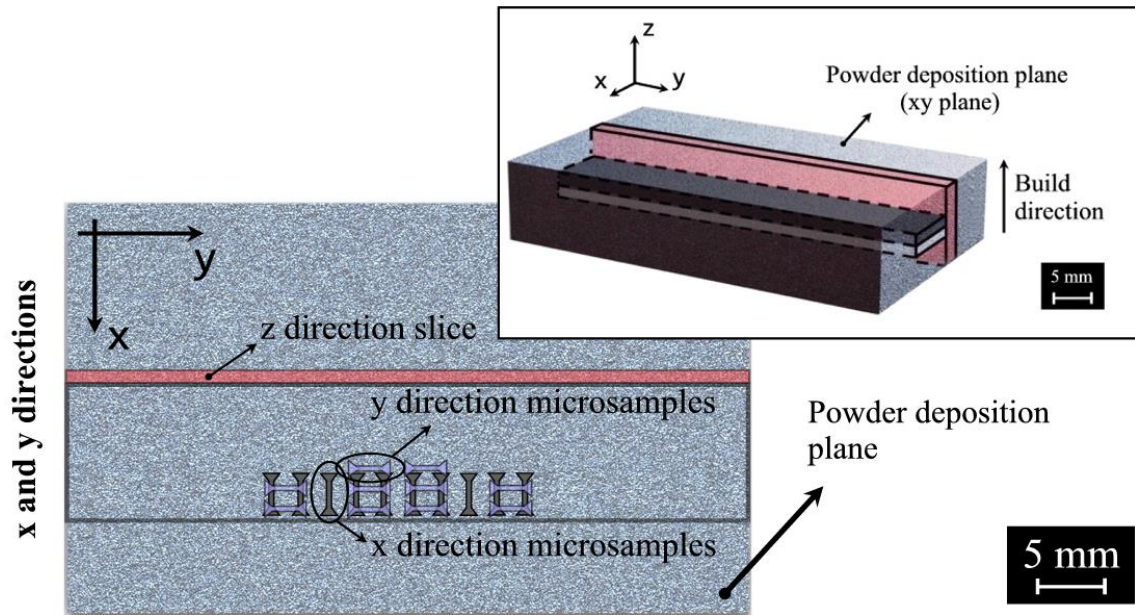 z
x
y
Powder deposition plane
(xy plane)
Build
direction
5 mm
x and y directions
y
x
z direction slice
y direction microsamples
Powder deposition
plane
x direction microsamples
5 mm